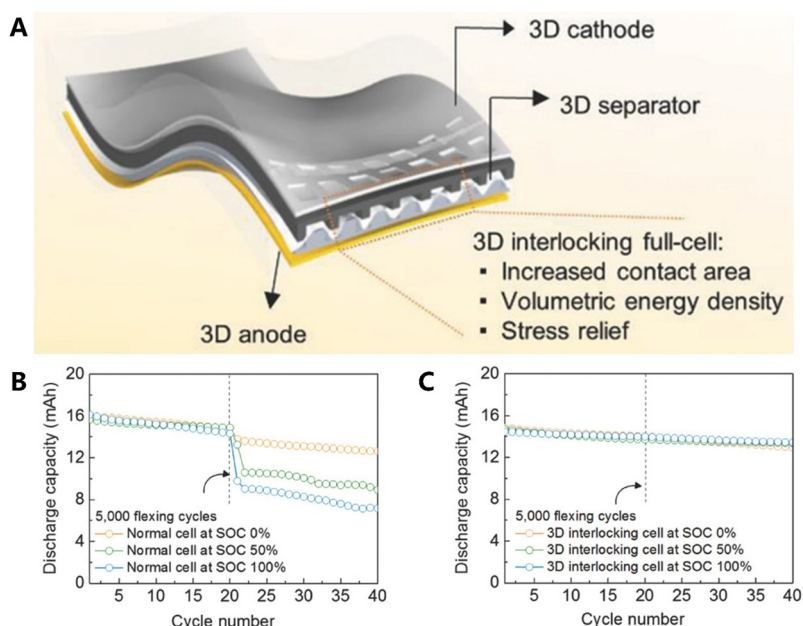 A
3D cathode
3D separator
3D interlocking full-cell:
▪ Increased contact area
▪ Volumetric energy density
▪ Stress relief
3D anode
B
Discharge capacity (mAh)
20
16
12
8
4
0
5,000 flexing cycles
Normal cell at SOC 0%
Normal cell at SOC 50%
Normal cell at SOC 100%
5 10 15 20 25 30 35 40
Cycle number
C
Discharge capacity (mAh)
20
16
12
8
4
0
5,000 flexing cycles
3D interlocking cell at SOC 0%
3D interlocking cell at SOC 50%
3D interlocking cell at SOC 100%
5 10 15 20 25 30 35 40
Cycle number